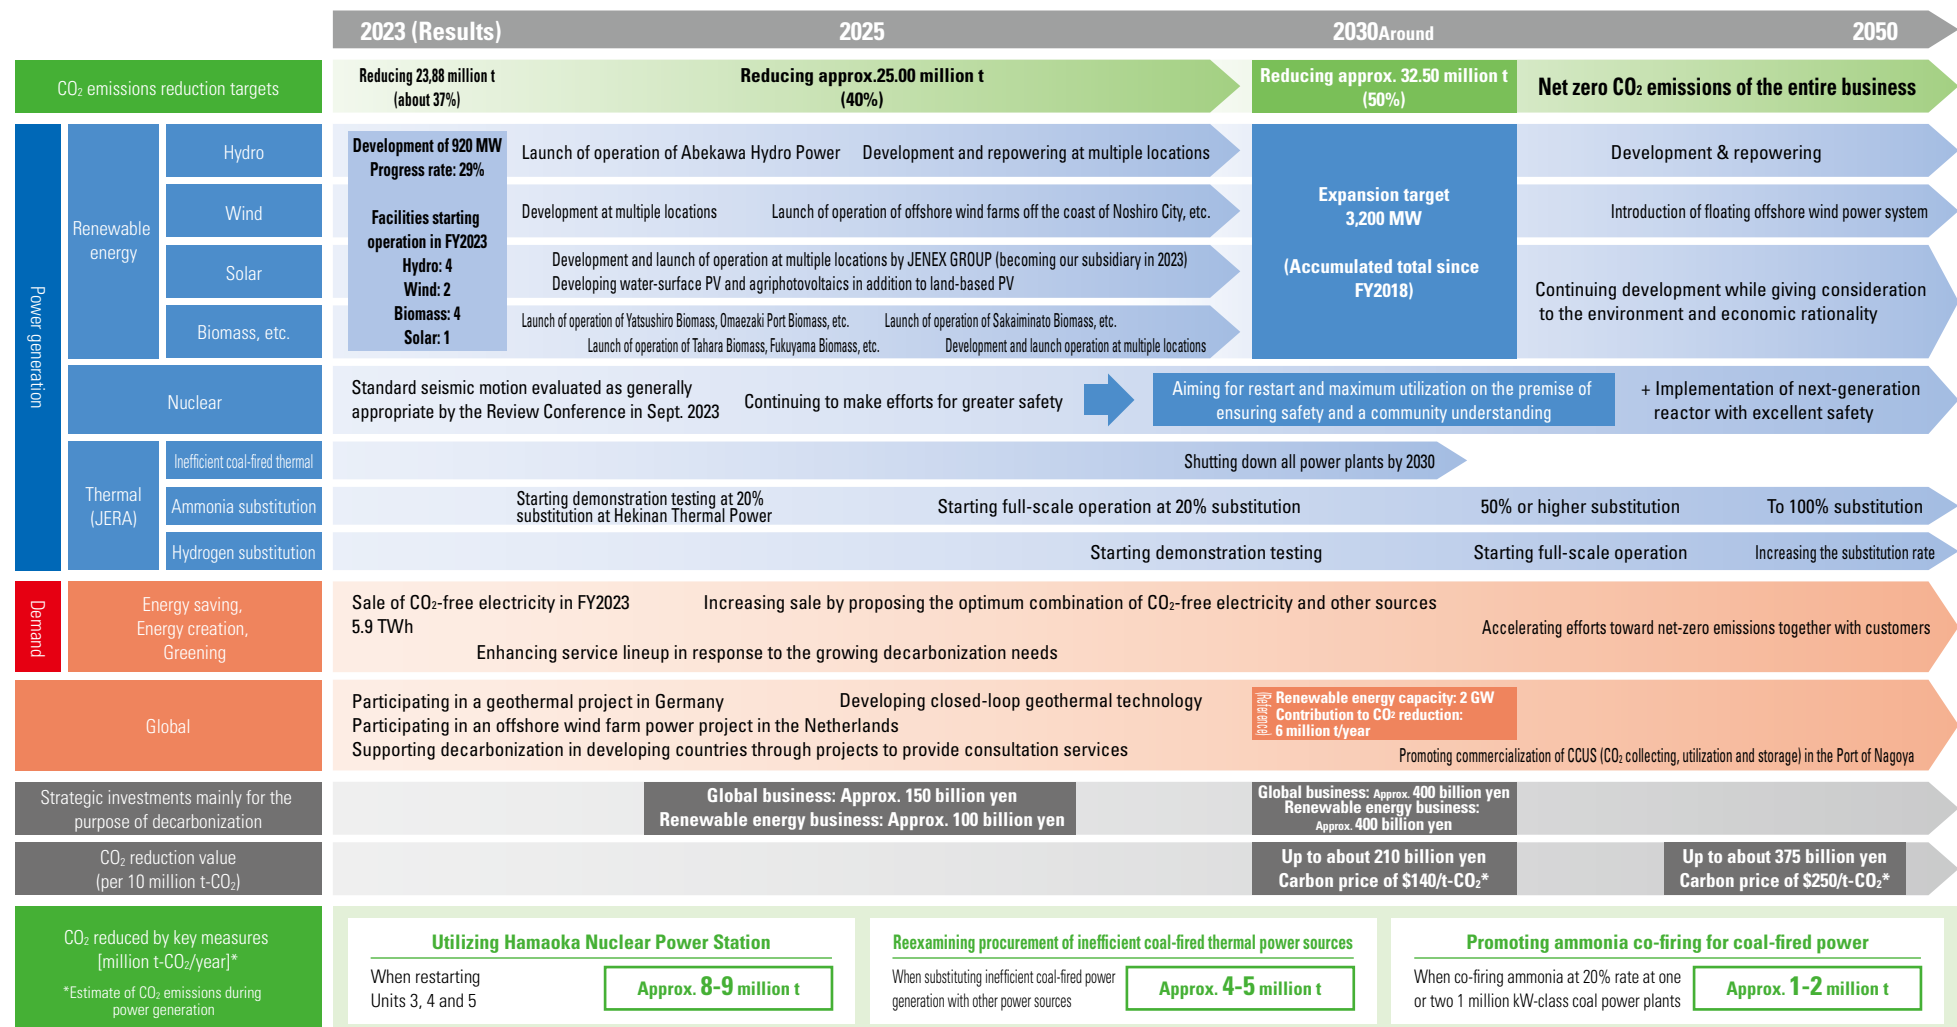 2023 (Results)
2025
2030 Around
2050
CO2 emissions reduction targets
Reducing 23,88 million t
(about 37%)
Reducing approx.25.00 million t
(40%)
Reducing approx. 32.50 million t
(50%)
Net zero CO2 emissions of the entire business
Power generation
Renewable
energy
Hydro
Wind
Solar
Biomass, etc.
Development of 920 MW
Progress rate: 29%
Facilities starting
operation in FY2023
Hydro: 4
Wind: 2
Biomass: 4
Solar: 1
Launch of operation of Abekawa Hydro Power
Development and repowering at multiple locations
Development at multiple locations
Launch of operation of offshore wind farms off the coast of Noshiro City, etc.
Development and launch of operation at multiple locations by JENEX GROUP (becoming our subsidiary in 2023)
Developing water-surface PV and agriphotovoltaics in addition to land-based PV
Launch of operation of Yatsushiro Biomass, Omaezaki Port Biomass, etc.
Launch of operation of Sakaiminato Biomass, etc.
Launch of operation of Tahara Biomass, Fukuyama Biomass, etc.
Development and launch operation at multiple locations
Expansion target
3,200 MW
(Accumulated total since
FY2018)
Development & repowering
Introduction of floating offshore wind power system
Continuing development while giving consideration
to the environment and economic rationality
Nuclear
Standard seismic motion evaluated as generally
appropriate by the Review Conference in Sept. 2023
Continuing to make efforts for greater safety
Aiming for restart and maximum utilization on the premise of
ensuring safety and a community understanding
+ Implementation of next-generation
reactor with excellent safety
Thermal
(JERA)
Inefficient coal-fired thermal
Shutting down all power plants by 2030
Ammonia substitution
Starting demonstration testing at 20%
substitution at Hekinan Thermal Power
Starting full-scale operation at 20% substitution
50% or higher substitution
To 100% substitution
Hydrogen substitution
Starting demonstration testing
Starting full-scale operation
Increasing the substitution rate
Demand
Energy saving,
Energy creation,
Greening
Sale of CO2-free electricity in FY2023
5.9 TWh
Increasing sale by proposing the optimum combination of CO2-free electricity and other sources
Enhancing service lineup in response to the growing decarbonization needs
Accelerating efforts toward net-zero emissions together with customers
Global
Participating in a geothermal project in Germany
Developing closed-loop geothermal technology
Participating in an offshore wind farm power project in the Netherlands
Supporting decarbonization in developing countries through projects to provide consultation services
(Reference)
Renewable energy capacity: 2 GW
Contribution to CO2 reduction:
6 million t/year
Promoting commercialization of CCUS (CO2 collecting, utilization and storage) in the Port of Nagoya
Strategic investments mainly for the
purpose of decarbonization
Global business: Approx. 150 billion yen
Renewable energy business: Approx. 100 billion yen
Global business: Approx. 400 billion yen
Renewable energy business:
Approx. 400 billion yen
CO2 reduction value
(per 10 million t-CO2)
Up to about 210 billion yen
Carbon price of $140/t-CO2*
Up to about 375 billion yen
Carbon price of $250/t-CO2*
CO2 reduced by key measures
[million t-CO2/year]*
*Estimate of CO2 emissions during
power generation
Utilizing Hamaoka Nuclear Power Station
When restarting
Units 3, 4 and 5
Approx. 8-9 million t
Reexamining procurement of inefficient coal-fired thermal power sources
When substituting inefficient coal-fired power
generation with other power sources
Approx. 4-5 million t
Promoting ammonia co-firing for coal-fired power
When co-firing ammonia at 20% rate at one
or two 1 million kW-class coal power plants
Approx. 1-2 million t